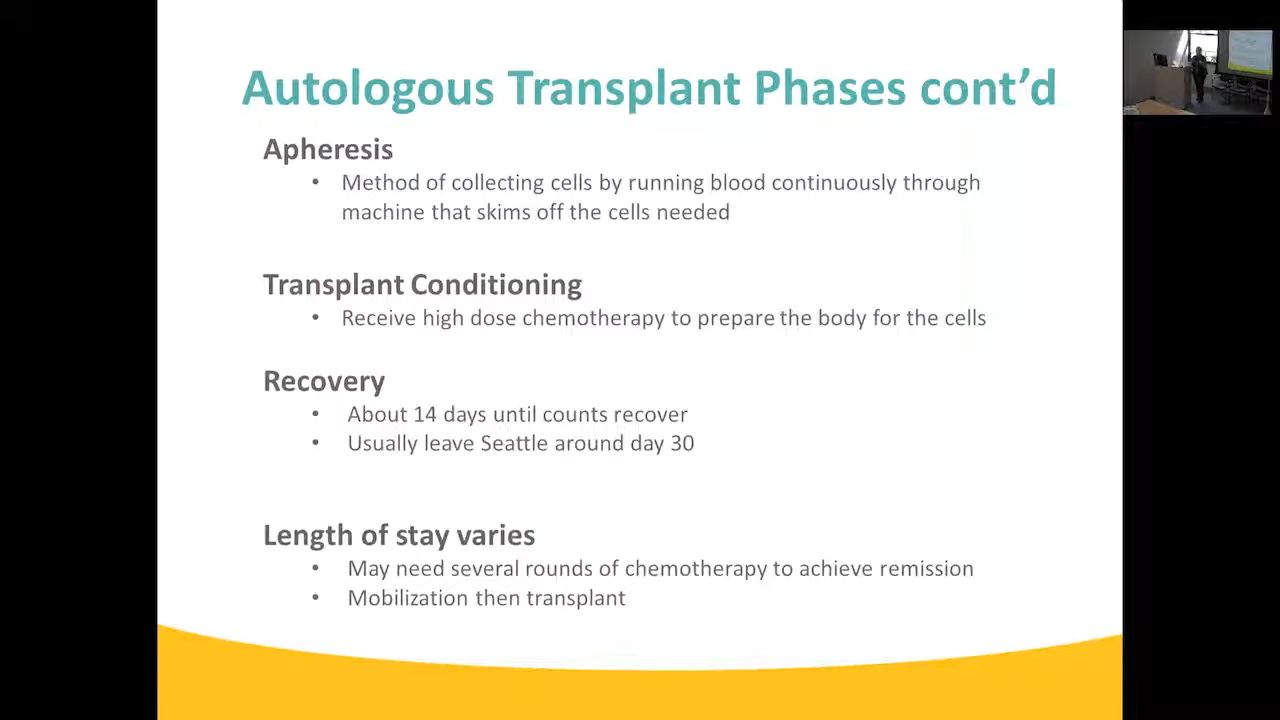 Autologous Transplant Phases cont’d
Apheresis
• Method of collecting cells by running blood continuously through
machine that skims off the cells needed
Transplant Conditioning
• Receive high dose chemotherapy to prepare the body for the cells
Recovery
• About 14 days until counts recover
• Usually leave Seattle around day 30
Length of stay varies
• May need several rounds of chemotherapy to achieve remission
• Mobilization then transplant